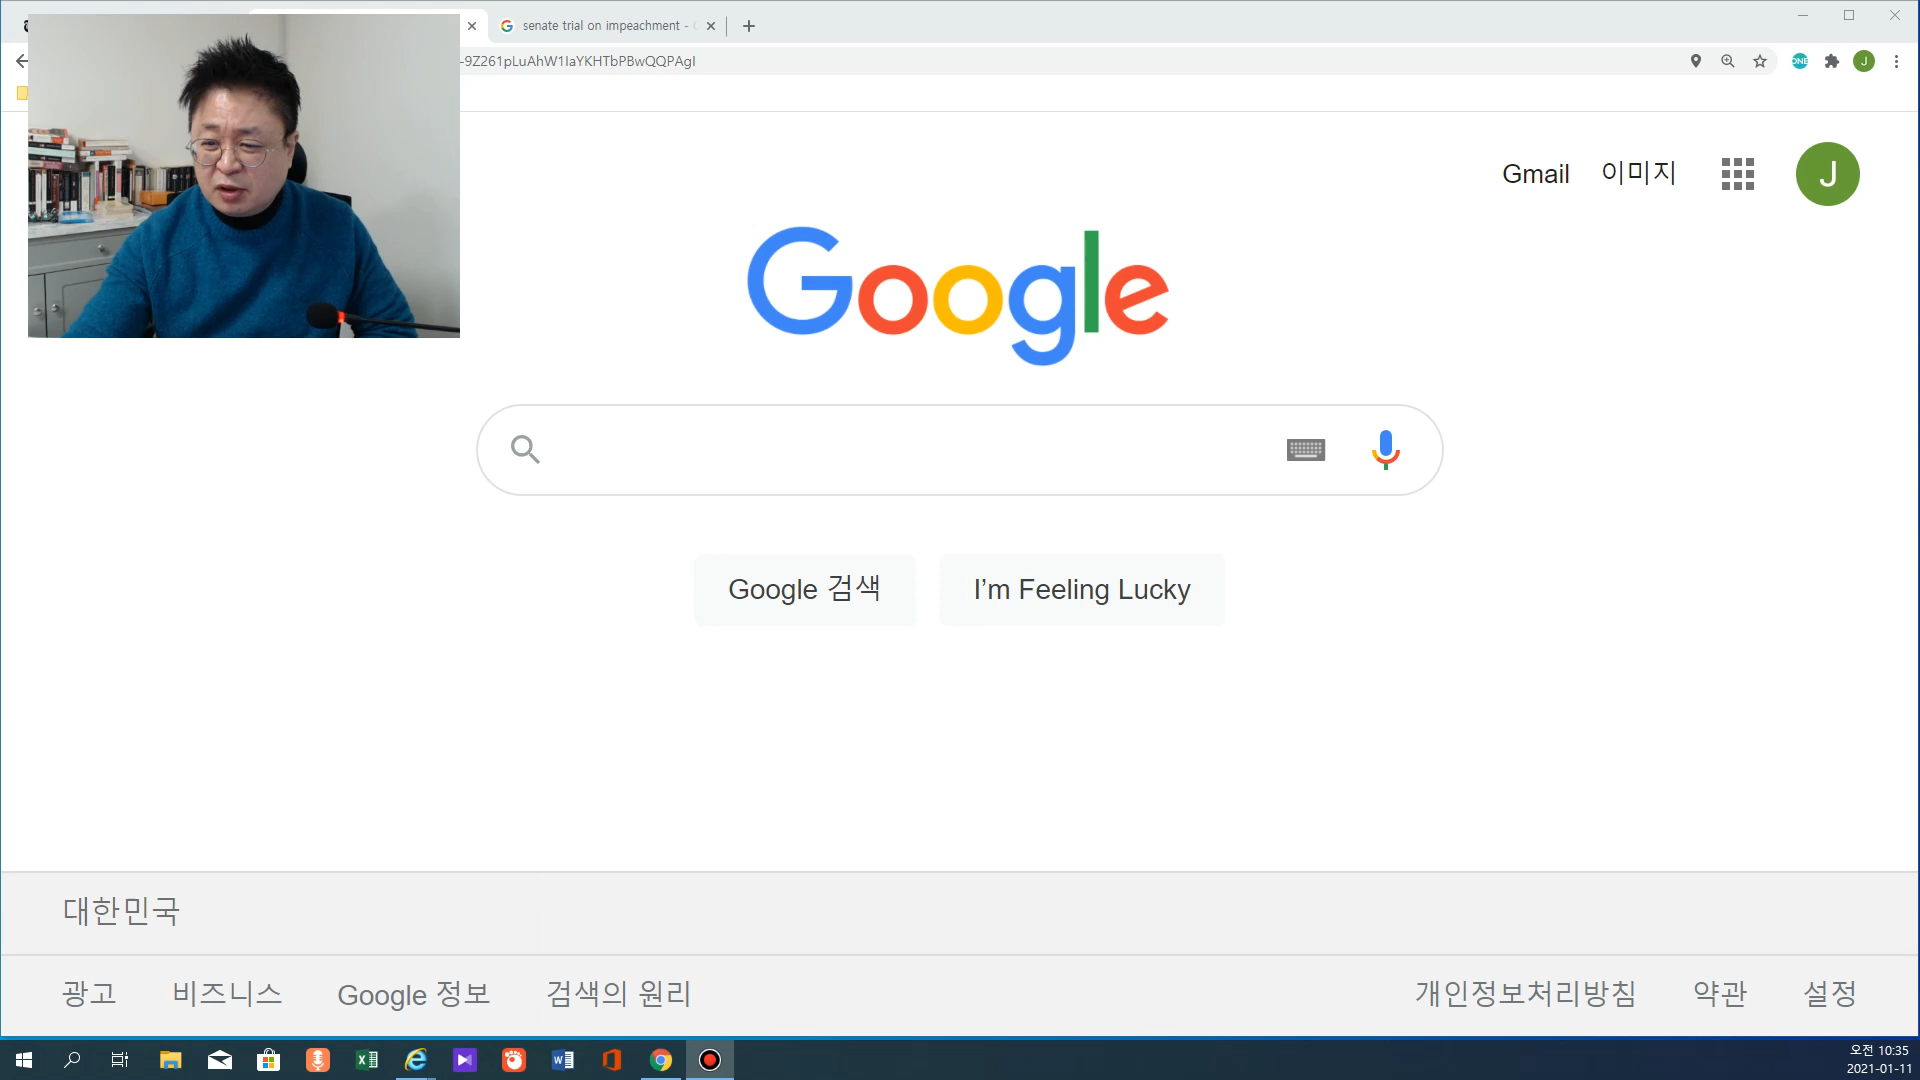 senate trial on impeachment -
-9Z261pLuAhW1IaYKHTbPBwQQPAgI
ONE
J
Gmail 이미지
J
Google
Google 검색
I’m Feeling Lucky
대한민국
광고 비즈니스 Google 정보 검색의 원리 개인정보처리방침 약관 설정
오전 10:35
2021-01-11